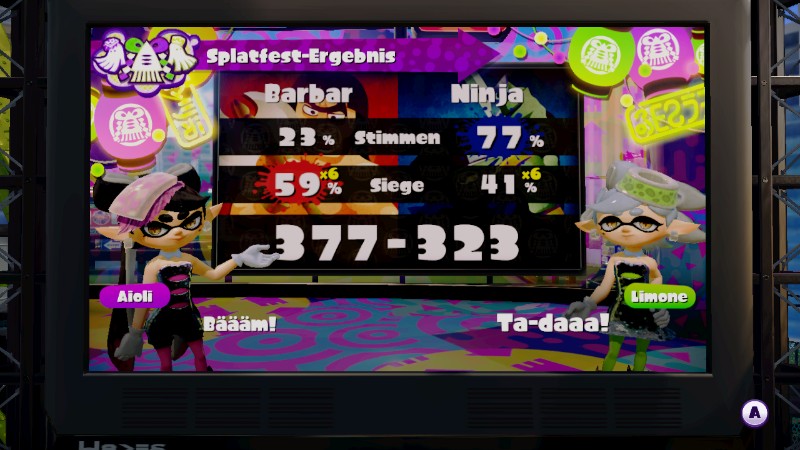 Splatfest-Ergebnis
Barbar Ninja
23 % Stimmen 77 %
59 x6 % Siege 41 x6 %
377-323
Aioli Limone
Bäääm! Ta-daaa!
A